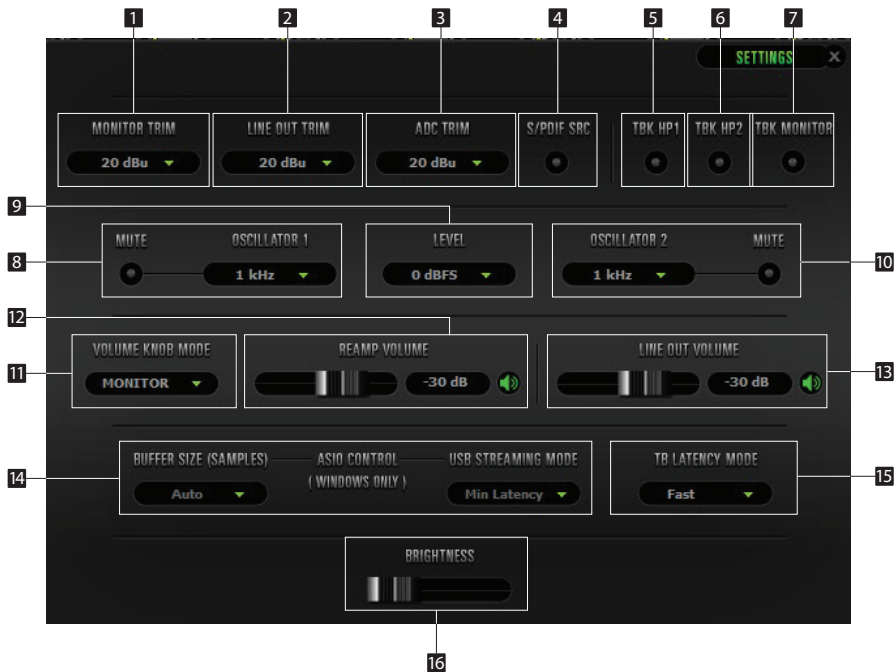 1 2 3 4 5 6 7
SETTINGS X
MONITOR TRIM LINE OUT TRIM ADC TRIM S/PDIF SRC TBK HP1 TBK HP2 TBK MONITOR
20 dBu 20 dBu 20 dBu
9
MUTE OSCILLATOR 1 LEVEL OSCILLATOR 2 MUTE
8 1 kHz 0 dBFS 1 kHz 10
12
VOLUME KNOB MODE REAMP VOLUME LINE OUT VOLUME
11 MONITOR -30 dB -30 dB 13
BUFFER SIZE (SAMPLES) ASIO CONTROL USB STREAMING MODE TB LATENCY MODE
14 ( WINDOWS ONLY ) 15
Auto Min Latency Fast
BRIGHTNESS
16